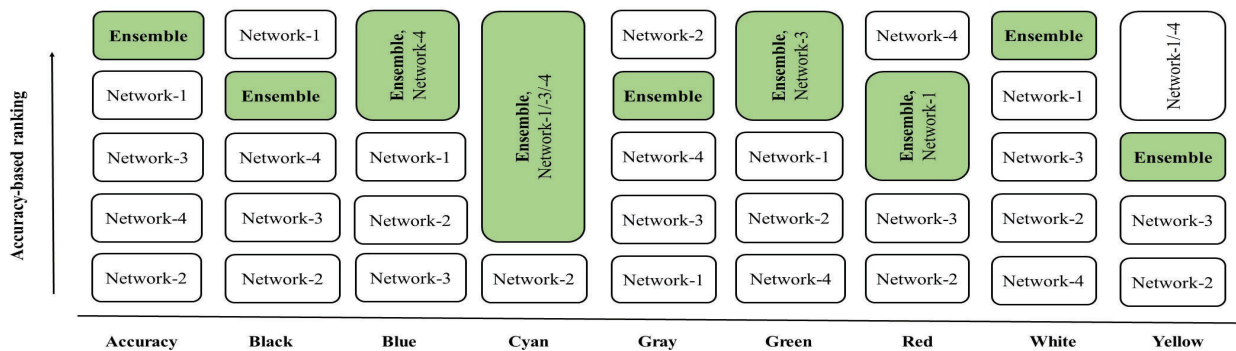 Accuracy-based ranking
Ensemble
Network-1
Network-3
Network-4
Network-2
Accuracy
Network-1
Ensemble
Network-4
Network-3
Network-2
Black
Ensemble,
Network-4
Network-1
Network-2
Network-3
Blue
Ensemble,
Network-1/-3/-4
Network-2
Cyan
Network-2
Ensemble
Network-4
Network-3
Network-1
Gray
Ensemble,
Network-3
Network-1
Network-2
Network-4
Green
Network-4
Ensemble,
Network-1
Network-3
Network-2
Red
Ensemble
Network-1
Network-3
Network-2
Network-4
White
Network-1/-4
Ensemble
Network-3
Network-2
Yellow